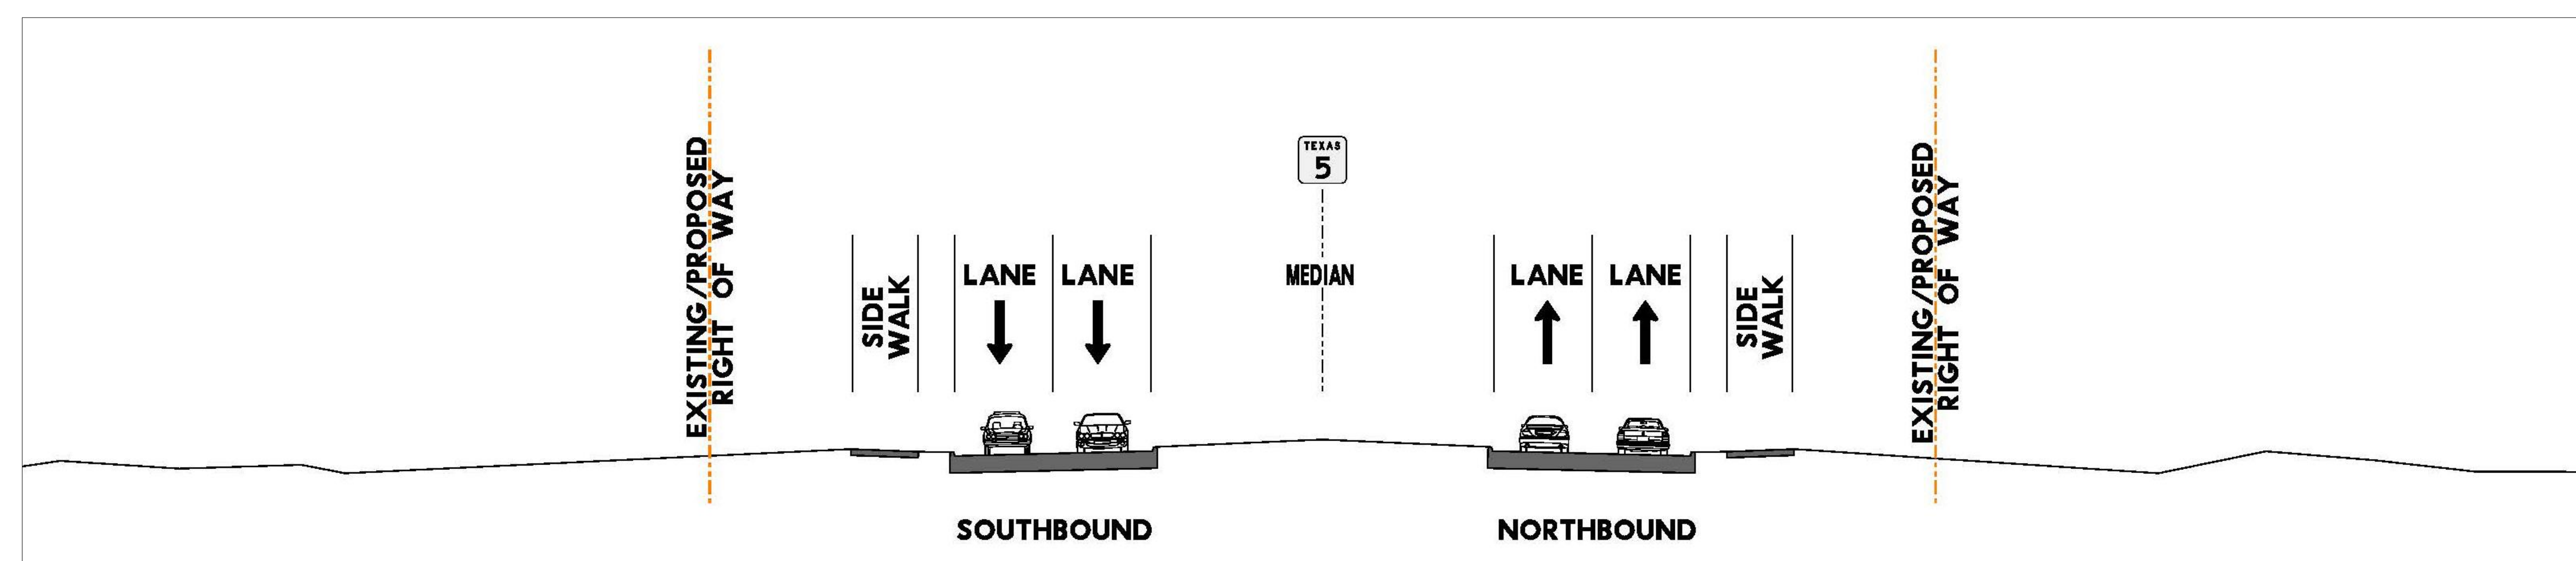 TEXAS
5
EXISTING/PROPOSED
RIGHT OF WAY
SIDE
WALK
LANE
LANE
MEDIAN
LANE
LANE
SIDE
WALK
EXISTING/PROPOSED
RIGHT OF WAY
SOUTHBOUND
NORTHBOUND